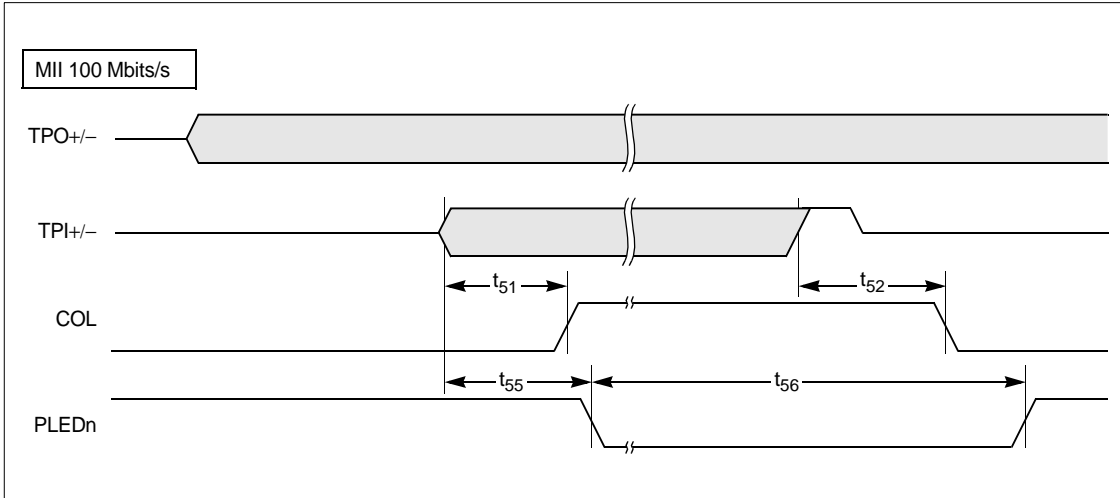 MII 100 Mbits/s
TPO+/−
TPI+/−
t51
t52
COL
t55
t56
PLEDn